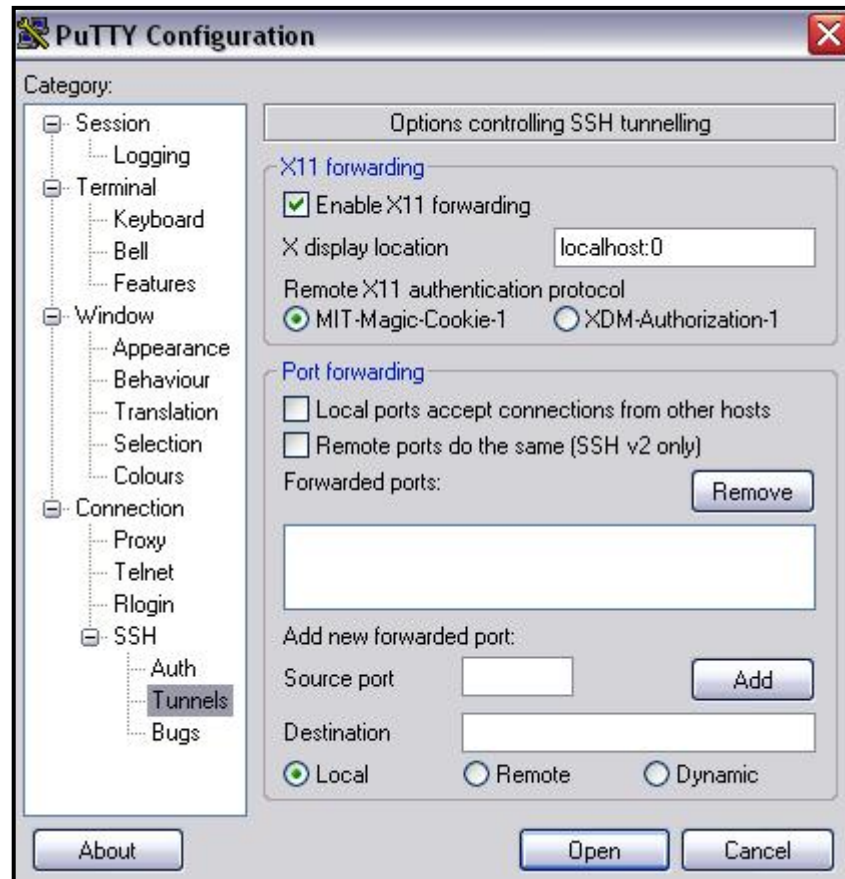 PuTTY Configuration
Category:
Session
Logging
Terminal
Keyboard
Bell
Features
Window
Appearance
Behaviour
Translation
Selection
Colours
Connection
Proxy
Telnet
Rlogin
SSH
Auth
Tunnels
Bugs
Options controlling SSH tunnelling
X11 forwarding
Enable X11 forwarding
X display location localhost:0
Remote X11 authentication protocol
MIT-Magic-Cookie-1 XDM-Authorization-1
Port forwarding
Local ports accept connections from other hosts
Remote ports do the same (SSH v2 only)
Forwarded ports: Remove
Add new forwarded port:
Source port Add
Destination
Local Remote Dynamic
About Open Cancel